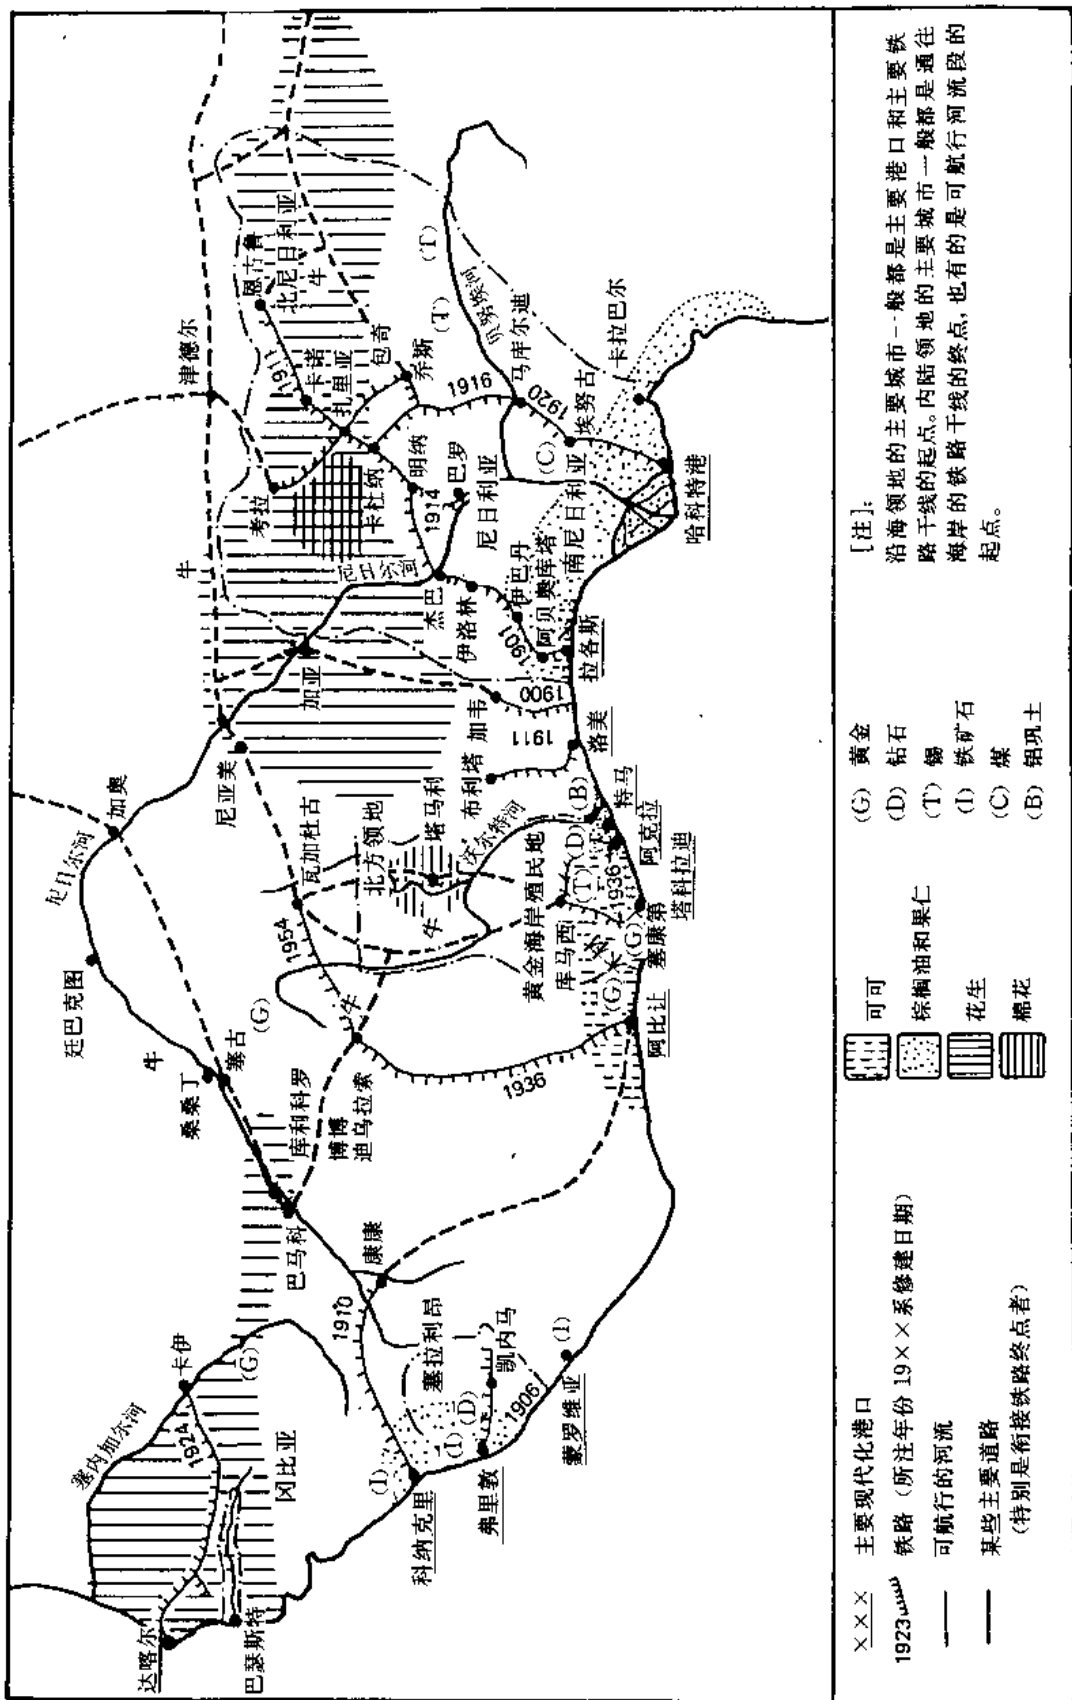 达喀尔
巴瑟斯特
塞内加尔河
1924
卡伊
(G)
冈比亚
科纳克里
(I)
弗里敦
(I)
(D)
塞拉利昂
凯内马
1906
蒙罗维亚
(I)
1910
康康
巴马科
库利科罗
桑桑丁
塞古
牛
廷巴克图
尼日尔河
加奥
(G)
牛
博博
迪乌拉索
1936
阿比让
1954
瓦加杜古
尼亚美
北方领地
塔马利
牛
沃尔特河
黄金海岸殖民地
库马西
(G)
(G)
(T)
(D)
(B)
1936
塞康第
塔科拉迪
阿克拉
特马
布利塔
加韦
1911
洛美
1900
加亚
牛
津德尔
尼日尔河
杰巴
伊洛林
伊巴丹
阿贝奥库塔
1901
拉各斯
考拉
卡杜纳
明纳
1914
巴罗
尼日利亚
南尼日利亚
扎里亚
卡诺
1911
恩古鲁
北尼日利亚
牛
包奇
乔斯
(T)
(T)
1916
贝努埃河
马库尔迪
1920
埃努古
(C)
卡拉巴尔
哈科特港
××× 主要现代化港口
1923 铁路（所注年份 19××系修建日期）
可航行的河流
某些主要道路
（特别是衔接铁路终点者）
可可
棕榈油和果仁
花生
棉花
(G) 黄金
(D) 钻石
(T) 锡
(I) 铁矿石
(C) 煤
(B) 铝矾土
[注]：
沿海领地的主要城市一般都是主要港口和主要铁
路干线的起点。内陆领地的主要城市一般都是通往
海岸的铁路干线的终点，也有的是可航行河流段的
起点。